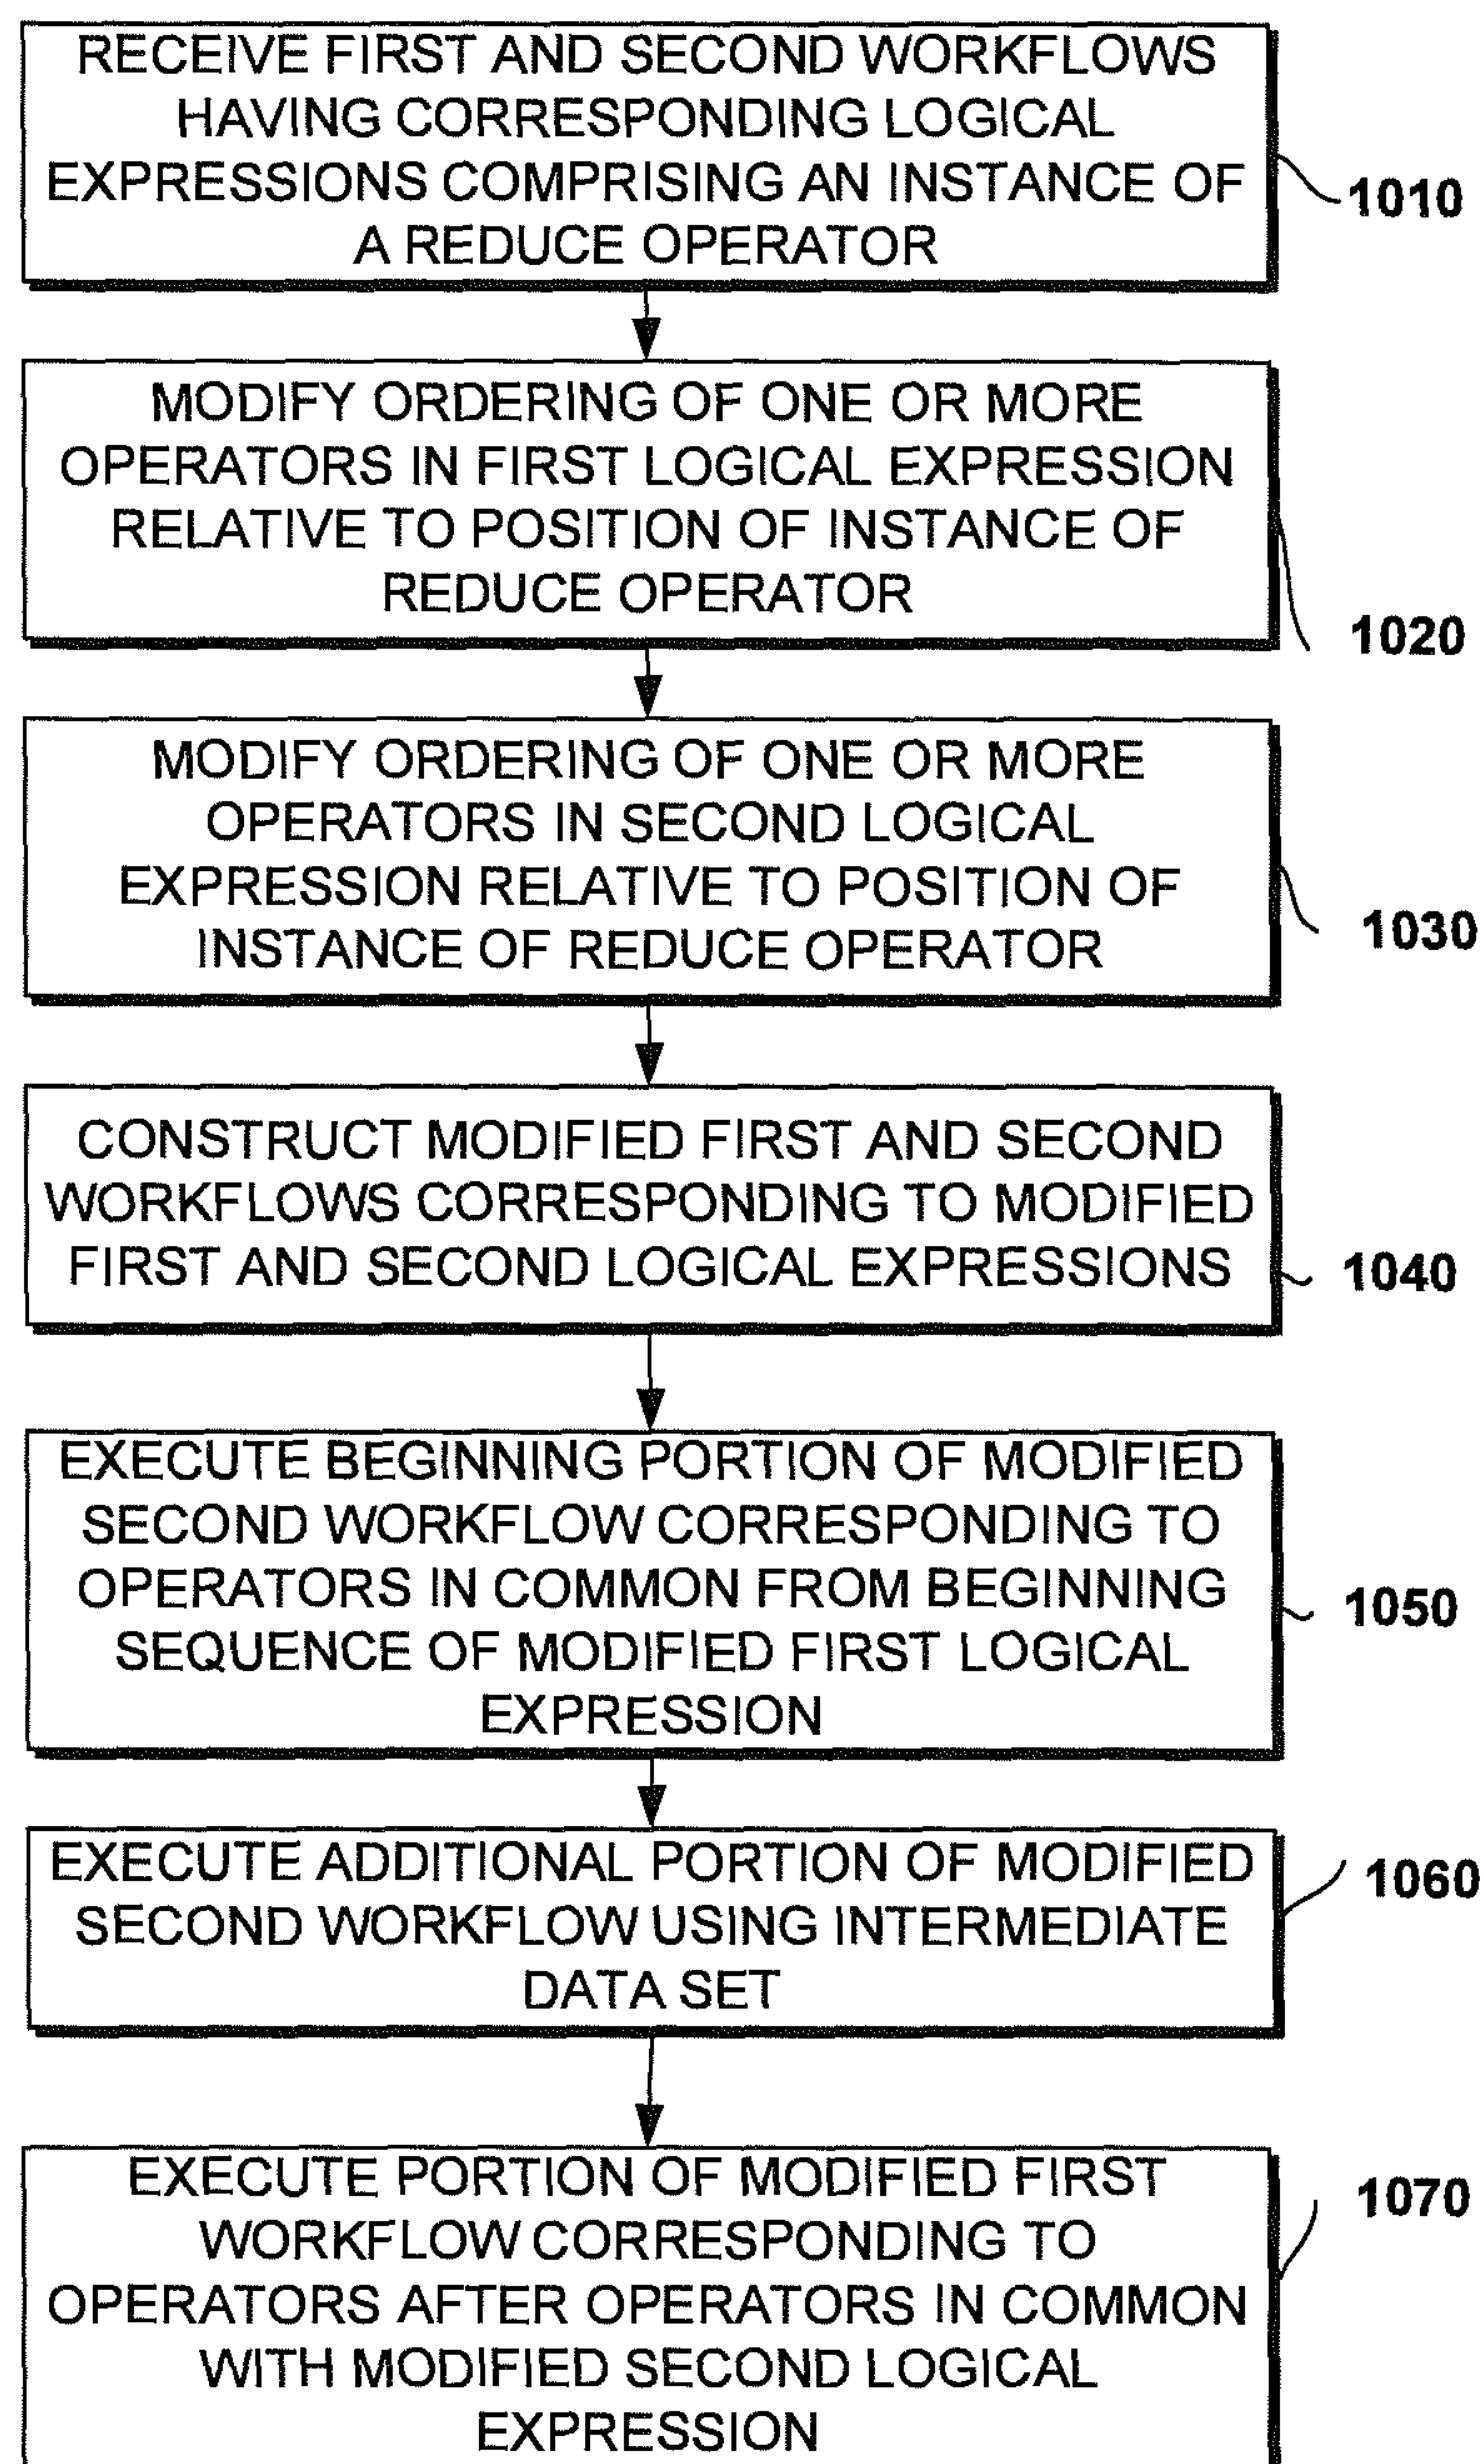 RECEIVE FIRST AND SECOND WORKFLOWS
HAVING CORRESPONDING LOGICAL
EXPRESSIONS COMPRISING AN INSTANCE OF
A REDUCE OPERATOR
1010
MODIFY ORDERING OF ONE OR MORE
OPERATORS IN FIRST LOGICAL EXPRESSION
RELATIVE TO POSITION OF INSTANCE OF
REDUCE OPERATOR
1020
MODIFY ORDERING OF ONE OR MORE
OPERATORS IN SECOND LOGICAL
EXPRESSION RELATIVE TO POSITION OF
INSTANCE OF REDUCE OPERATOR
1030
CONSTRUCT MODIFIED FIRST AND SECOND
WORKFLOWS CORRESPONDING TO MODIFIED
FIRST AND SECOND LOGICAL EXPRESSIONS
1040
EXECUTE BEGINNING PORTION OF MODIFIED
SECOND WORKFLOW CORRESPONDING TO
OPERATORS IN COMMON FROM BEGINNING
SEQUENCE OF MODIFIED FIRST LOGICAL
EXPRESSION
1050
EXECUTE ADDITIONAL PORTION OF MODIFIED
SECOND WORKFLOW USING INTERMEDIATE
DATA SET
1060
EXECUTE PORTION OF MODIFIED FIRST
WORKFLOW CORRESPONDING TO
OPERATORS AFTER OPERATORS IN COMMON
WITH MODIFIED SECOND LOGICAL
EXPRESSION
1070